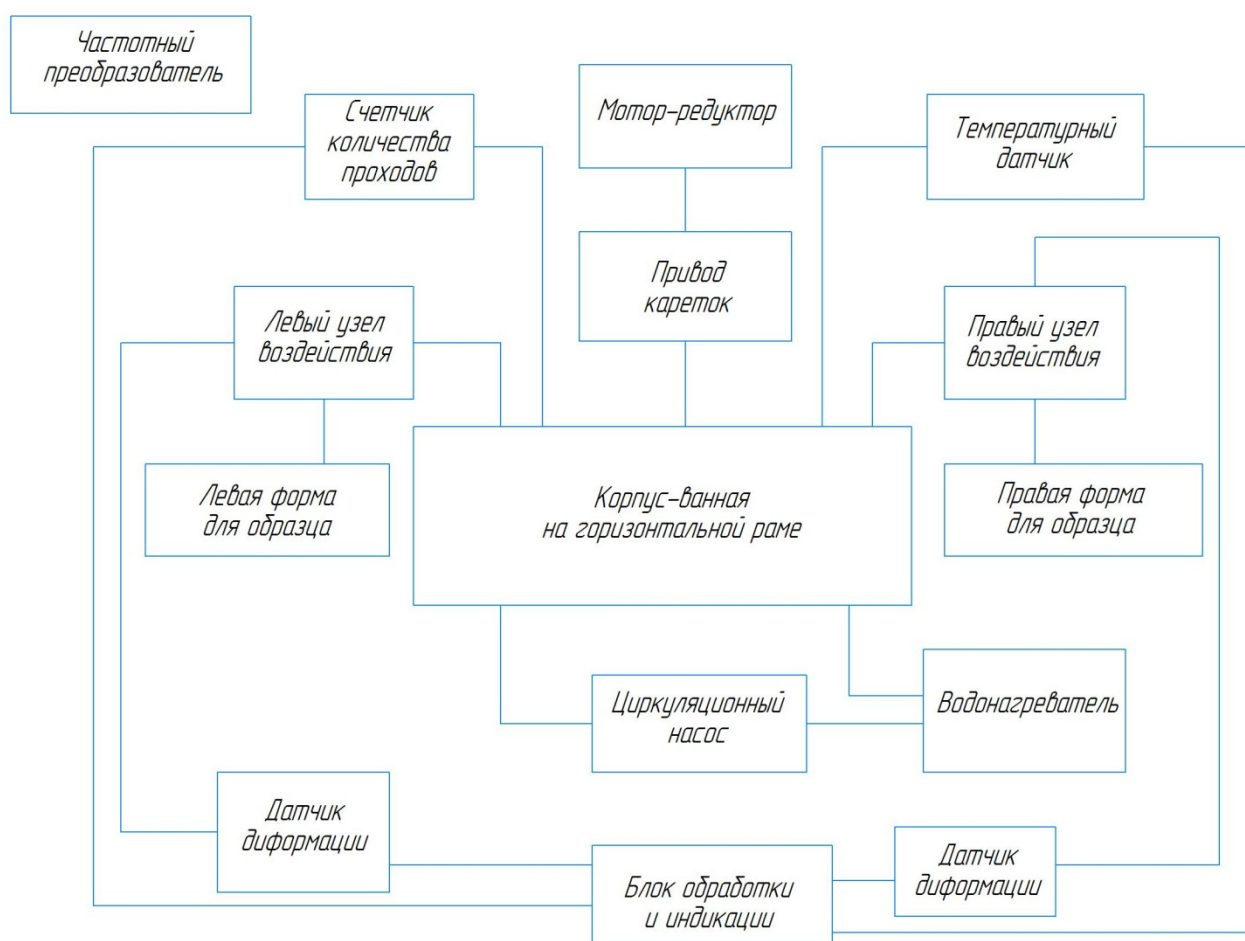 Частотный
преобразователь
Счетчик
количества
проходов
Мотор-редуктор
Температурный
датчик
Привод
кареток
Левый узел
воздействия
Правый узел
воздействия
Левая форма
для образца
Корпус-ванная
на горизонтальной раме
Правая форма
для образца
Циркуляционный
насос
Водонагреватель
Датчик
диформации
Блок обработки
и индикации
Датчик
диформации